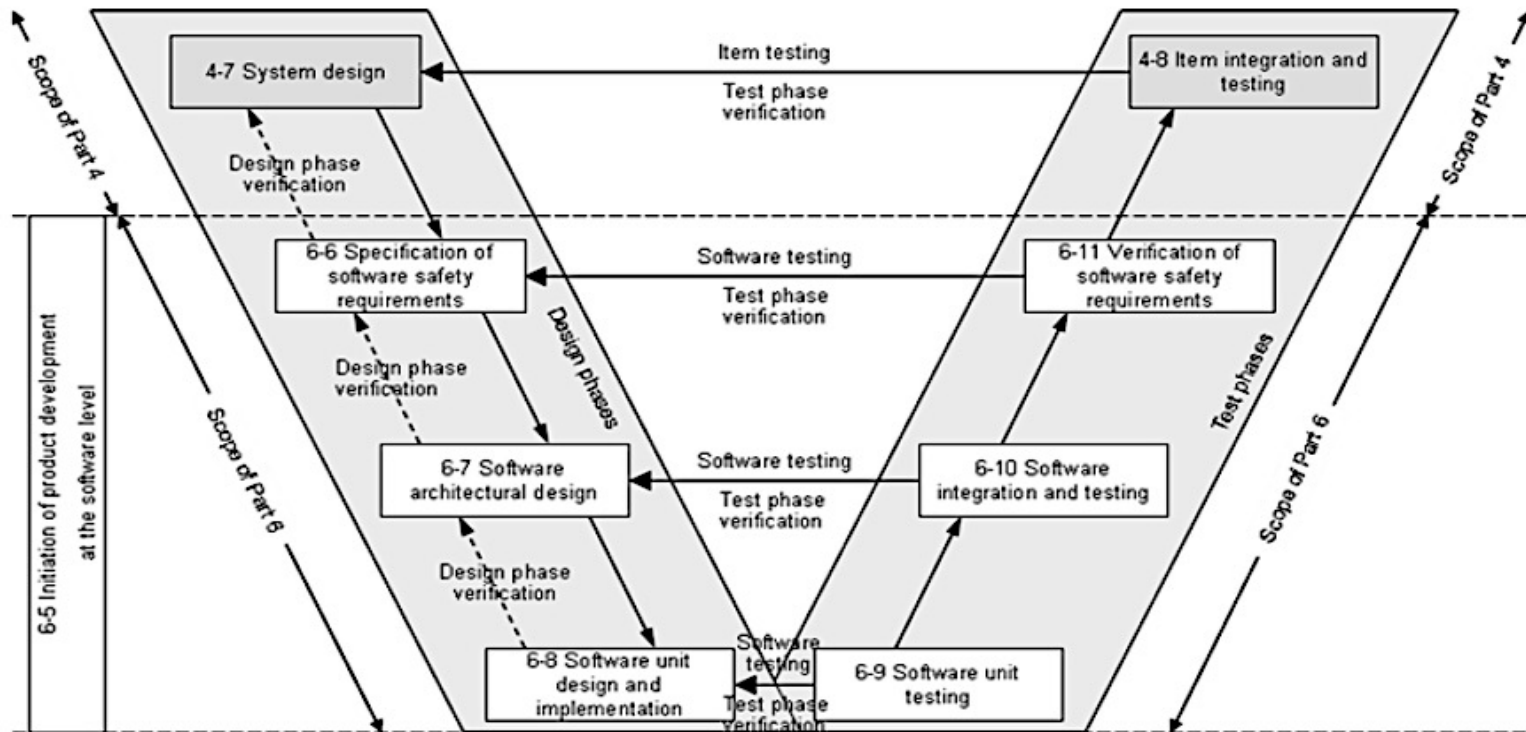 Scope of Part 4
4-7 System design
Item testing
Test phase
verification
4-8 Item integration and
testing
Scope of Part 4
Design phase
verification
6-6 Specification of
software safety
requirements
Software testing
Test phase
verification
6-11 Verification of
software safety
requirements
6-5 Initiation of product development
at the software level
Scope of Part 6
Design phase
verification
Design phases
Test phases
Scope of Part 6
6-7 Software
architectural design
Software testing
Test phase
verification
6-10 Software
integration and testing
Design phase
verification
6-8 Software unit
design and
implementation
Software
testing
Test phase
verification
6-9 Software unit
testing